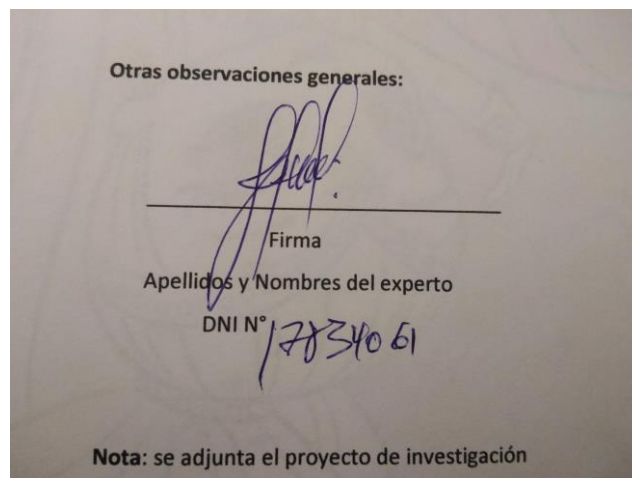 Otras observaciones generales:
Firma
Apellidos y Nombres del experto
DNI N° 17834061
Nota: se adjunta el proyecto de investigación